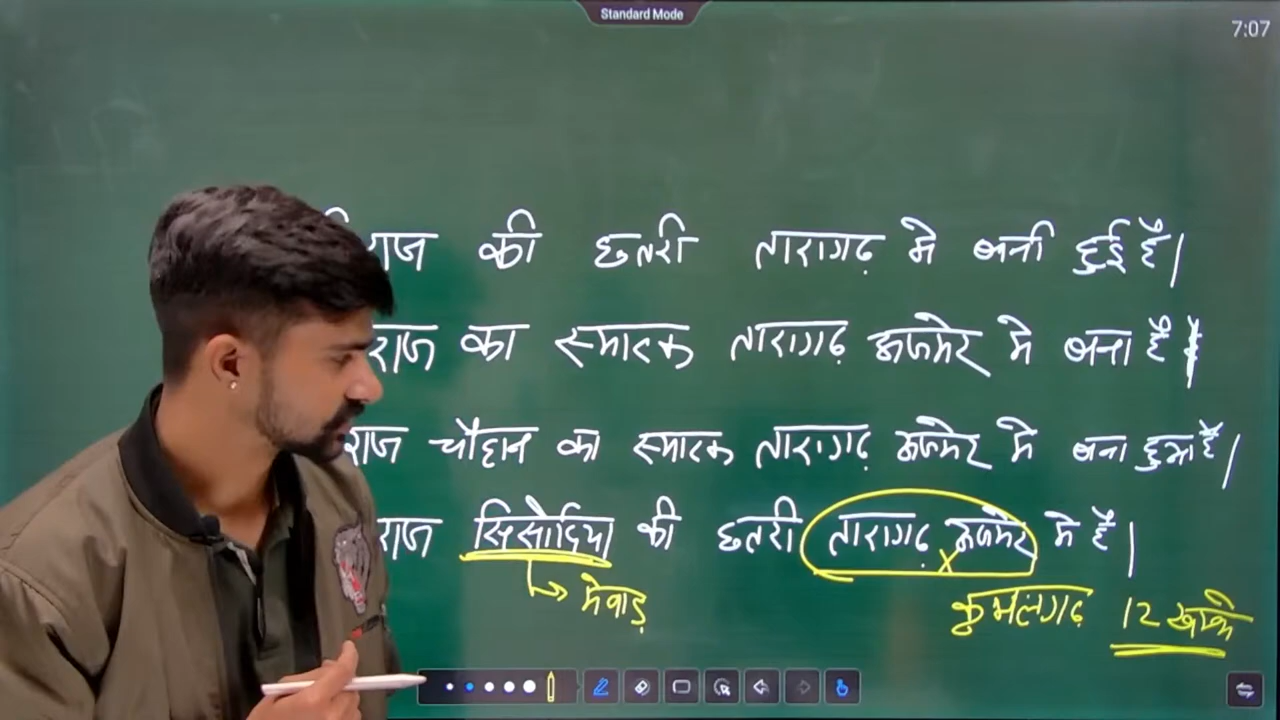 Standard Mode
7:07
राज की छतरी तारागढ़ मे बनी हुई है|
राज का स्मारक तारागढ़ अजमेर मे बना है
राज चौहान का स्मारक तारागढ़ अजमेर मे बना हुआ है|
राज सिसोदिया की छतरी तारागढ़ अजमेर मे है|
मेवाड़
कुंभलगढ़ 12 खम्भे